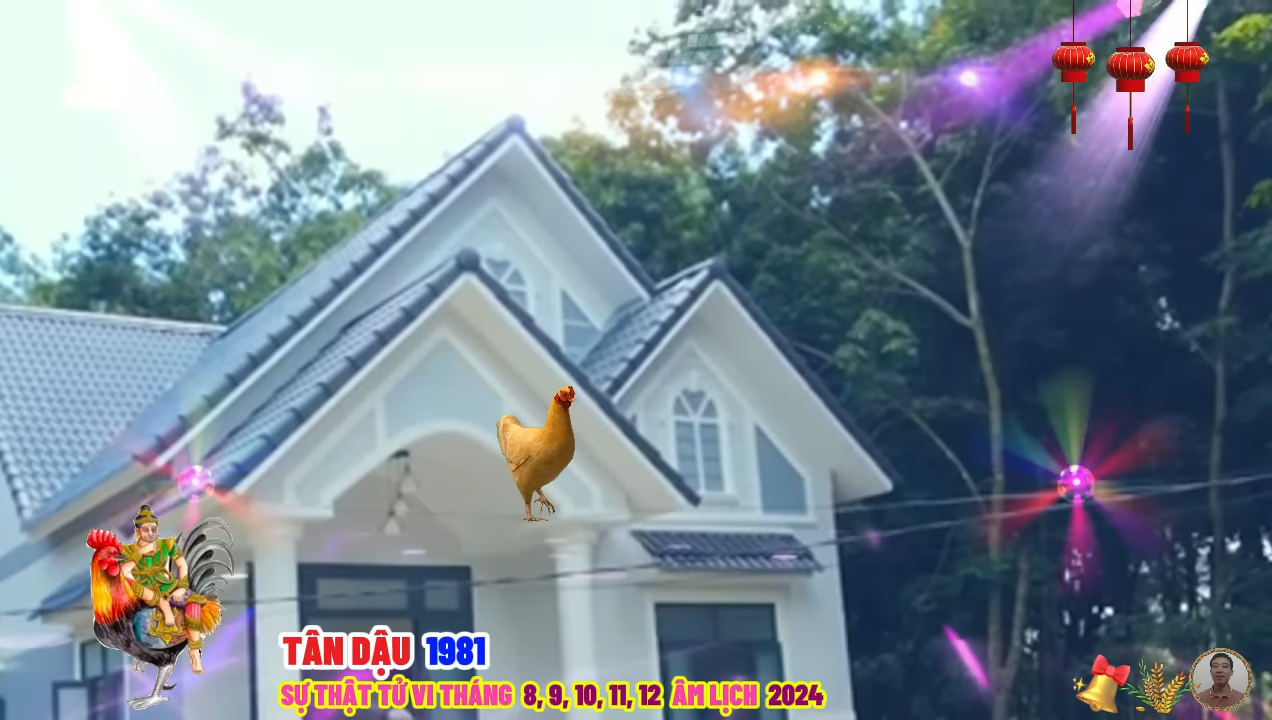 TÂN DẬU 1981
SỰ THẬT TỬ VI THÁNG 8, 9, 10, 11, 12 ÂM LỊCH 2024